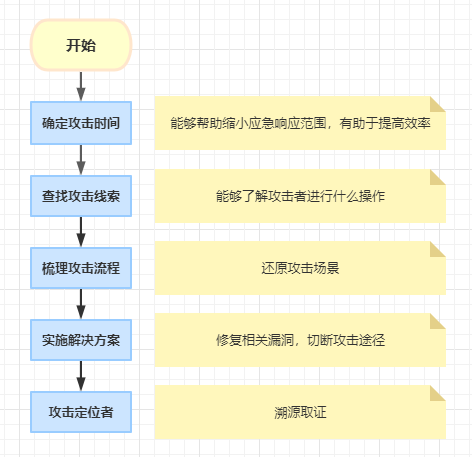 开始
确定攻击时间
能够帮助缩小应急响应范围，有助于提高效率
查找攻击线索
能够了解攻击者进行什么操作
梳理攻击流程
还原攻击场景
实施解决方案
修复相关漏洞，切断攻击途径
攻击定位者
溯源取证